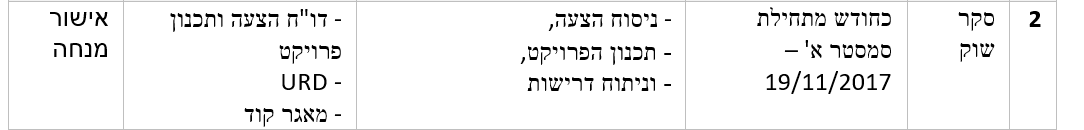 2
סקר
שוק
כחודש מתחילת
סמסטר א' –
19/11/2017
- ניסוח הצעה,
- תכנון הפרויקט,
- וניתוח דרישות
- דו"ח הצעה ותכנון
פרויקט
- URD
- מאגר קוד
אישור
מנחה